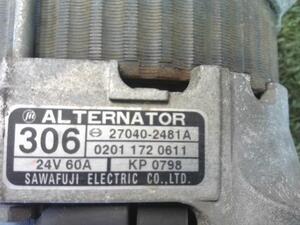 ALTERNATOR
306 27040-2481A
0201 172 0611
24V 60A KP 0798
SAWAFUJI ELECTRIC CO.,LTD.